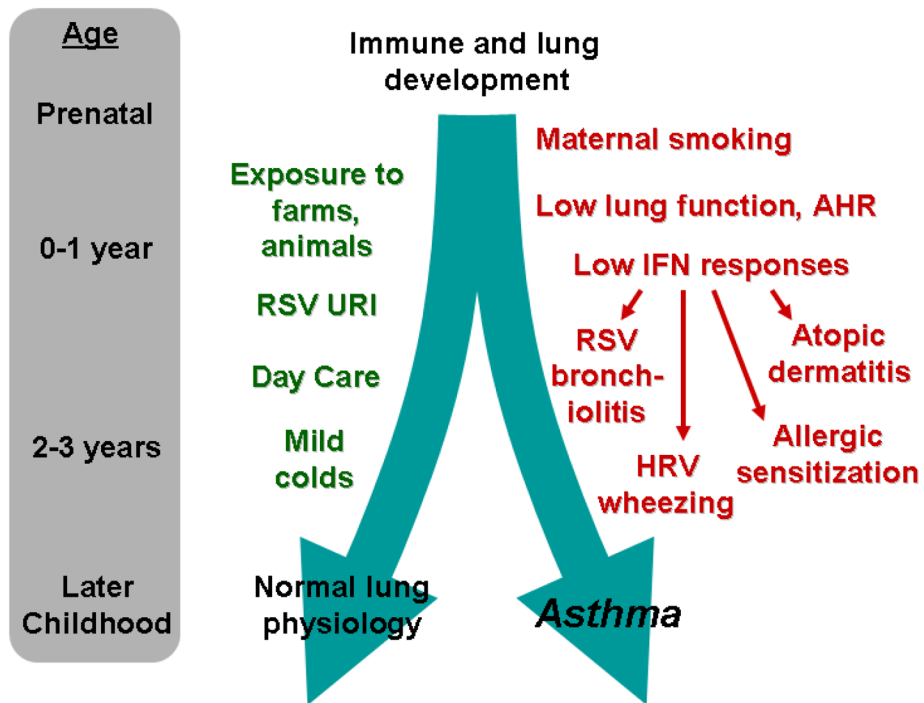 Age
Prenatal
0-1 year
2-3 years
Later
Childhood
Immune and lung
development
Exposure to
farms,
animals
RSV URI
Day Care
Mild
colds
Normal lung
physiology
Maternal smoking
Low lung function, AHR
Low IFN responses
RSV
bronch-
iolitis
HRV
wheezing
Atopic
dermatitis
Allergic
sensitization
Asthma